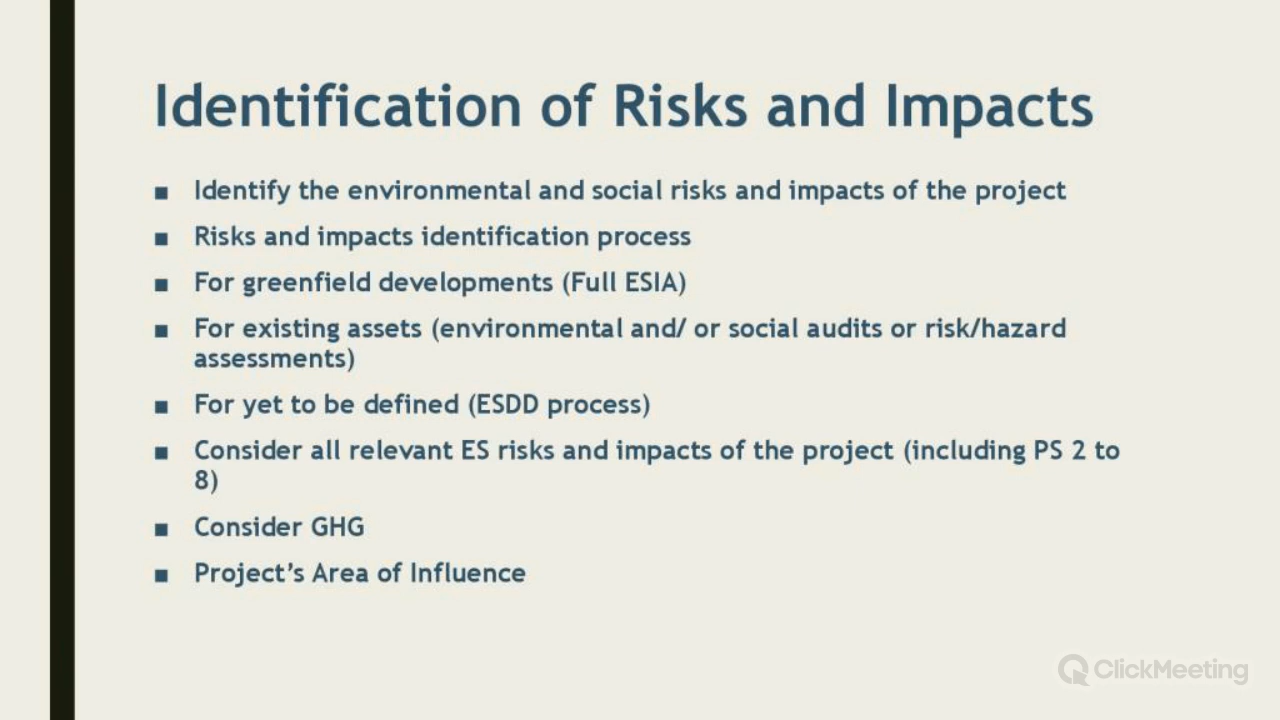 Identification of Risks and Impacts
■ Identify the environmental and social risks and impacts of the project
■ Risks and impacts identification process
■ For greenfield developments (Full ESIA)
■ For existing assets (environmental and/ or social audits or risk/hazard
assessments)
■ For yet to be defined (ESDD process)
■ Consider all relevant ES risks and impacts of the project (including PS 2 to
8)
■ Consider GHG
■ Project’s Area of Influence
ClickMeeting